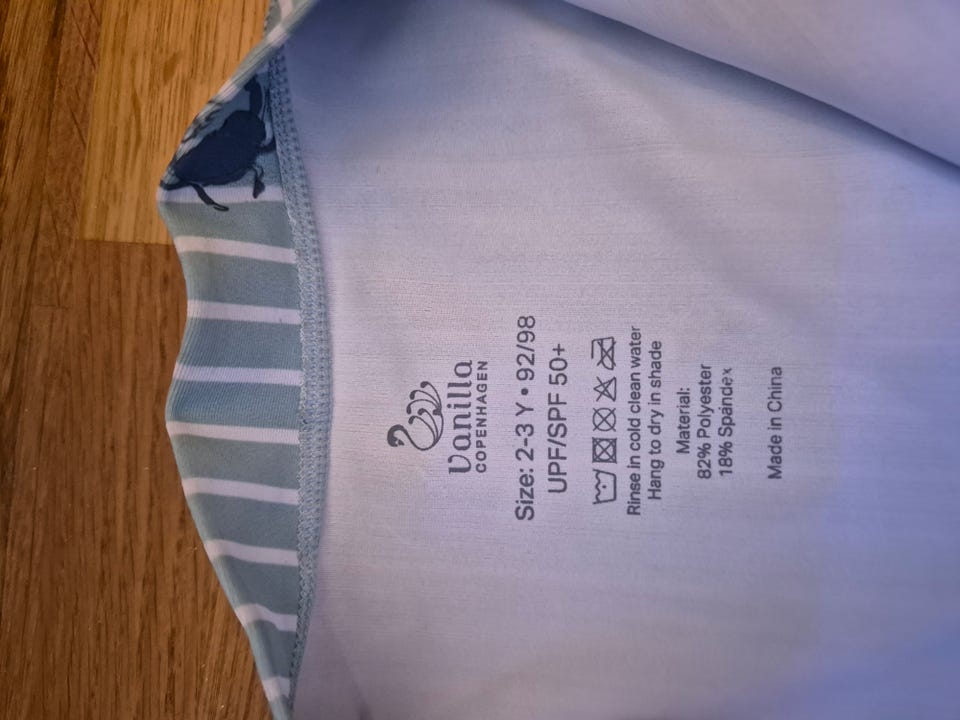 Vanilla
COPENHAGEN
Size: 2-3 Y • 92/98
UPF/SPF 50+
Rinse in cold clean water
Hang to dry in shade
Material:
82% Polyester
18% Spandex
Made in China